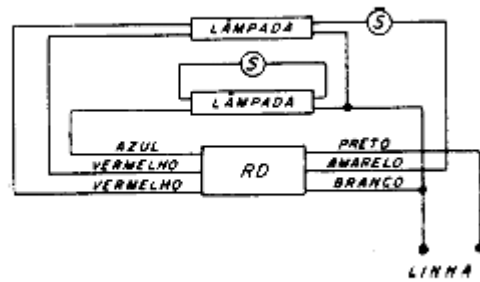 LÂMPADA
S
S
LÂMPADA
AZUL
VERMELHO
VERMELHO
RD
PRETO
AMARELO
BRANCO
LINHA